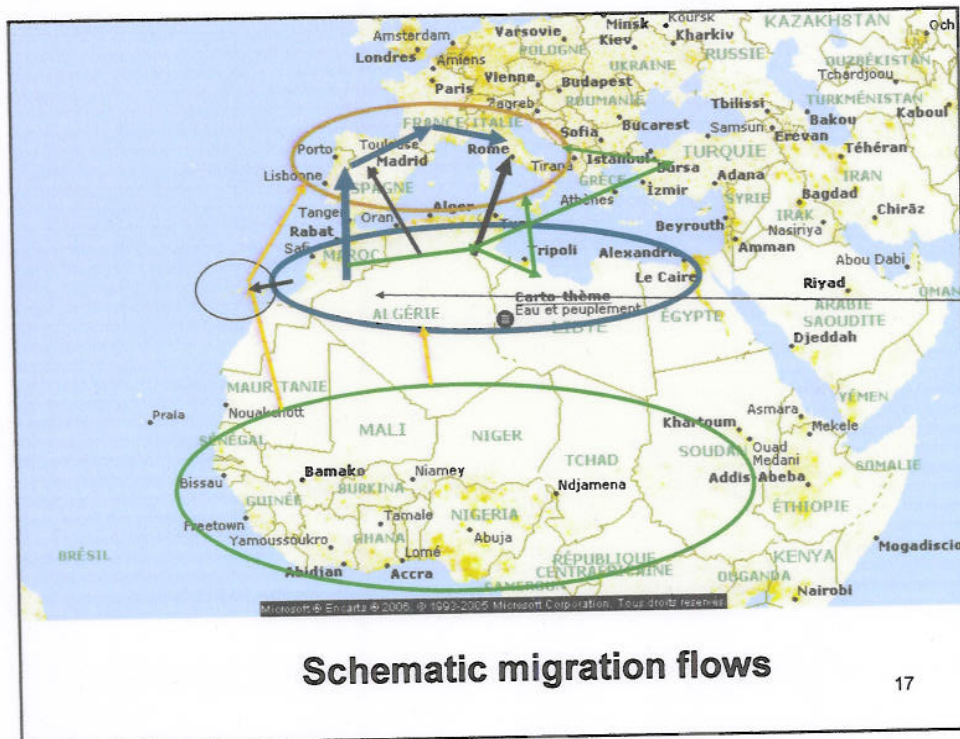 Minsk
Koursk
KAZAKHSTAN
Och
Amsterdam
Varsovie
Kiev
Kharkiv
Londres
POLOGNE
RUSSIE
OUZBÉKISTAN
Amiens
UKRAINE
Tchardjoou
Paris
Vienne
Budapest
TURKMÉNISTAN
Zagreb
ROUMANIE
Tbilissi
Bakou
Kaboul
FRANCE
ITALIE
Bucarest
Samsun
Erevan
Sofia
Porto
Toulouse
Madrid
Rome
Tirana
Istanbul
Bursa
TURQUIE
Téhéran
Lisbonne
ESPAGNE
GRÈCE
İzmir
Adana
IRAN
Athènes
SYRIE
Bagdad
Tanger
Oran
Alger
Beyrouth
IRAK
Chirāz
Rabat
Nasiriya
Safi
MAROC
Tripoli
Alexandrie
Amman
Abou Dabi
Le Caire
Riyad
OMAN
Carto-thème
Eau et peuplement
ALGÉRIE
LIBYE
ÉGYPTE
ARABIE
SAOUDITE
Djeddah
MAURITANIE
YÉMEN
Praia
Nouakchott
Asmara
Khartoum
Mekele
SÉNÉGAL
MALI
NIGER
TCHAD
SOUDAN
Ouad
Medani
Bissau
Bamako
Niamey
Ndjamena
Addis Abeba
SOMALIE
GUINÉE
BURKINA
ÉTHIOPIE
Freetown
Tamale
NIGERIA
Yamoussoukro
GHANA
Abuja
BRÉSIL
Lomé
RÉPUBLIQUE
CENTRAFRICAINE
KENYA
Mogadiscio
Abidjan
Accra
CAMEROUN
OUGANDA
Nairobi
Microsoft ® Encarta ® 2006. © 1993-2005 Microsoft Corporation. Tous droits réservés.
Schematic migration flows
17